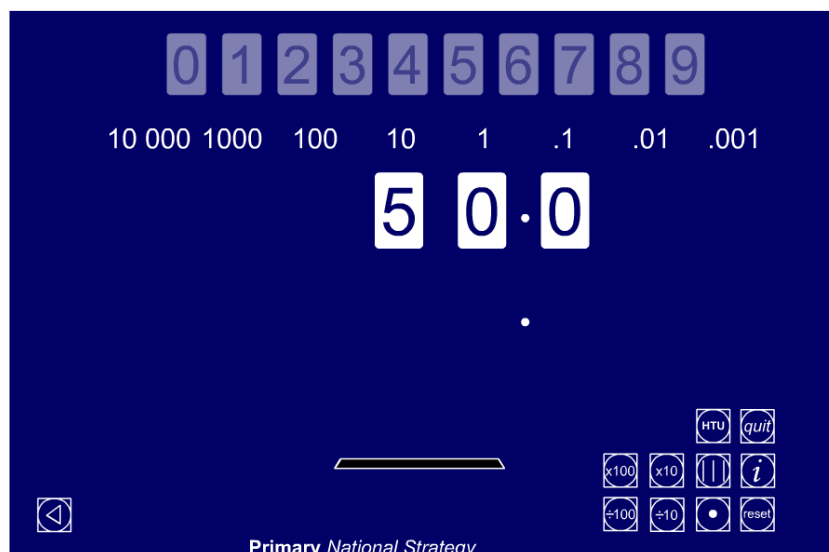 0 1 2 3 4 5 6 7 8 9
10 000 1000 100 10 1 .1 .01 .001
5 0 . 0
.
HTU quit
x100 x10 i
÷100 ÷10 reset
Primary National Strategy